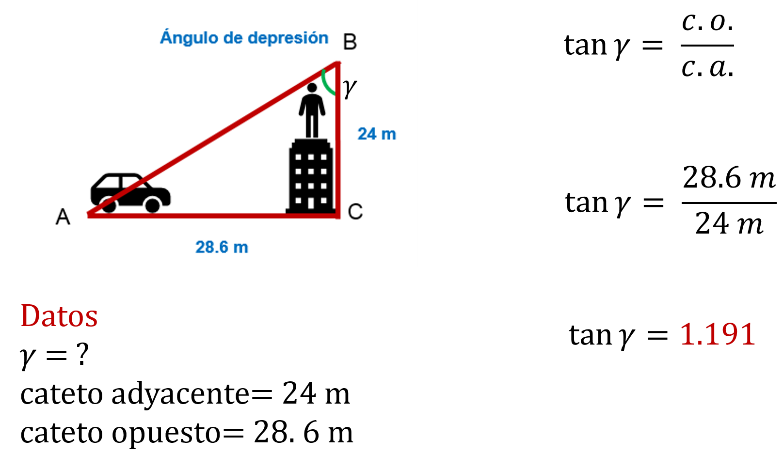 Ángulo de depresión
B
γ
24 m
A
C
28.6 m
Datos
γ = ?
cateto adyacente= 24 m
cateto opuesto= 28. 6 m
tan γ = c. o. / c. a.
tan γ = 28.6 m / 24 m
tan γ = 1.191